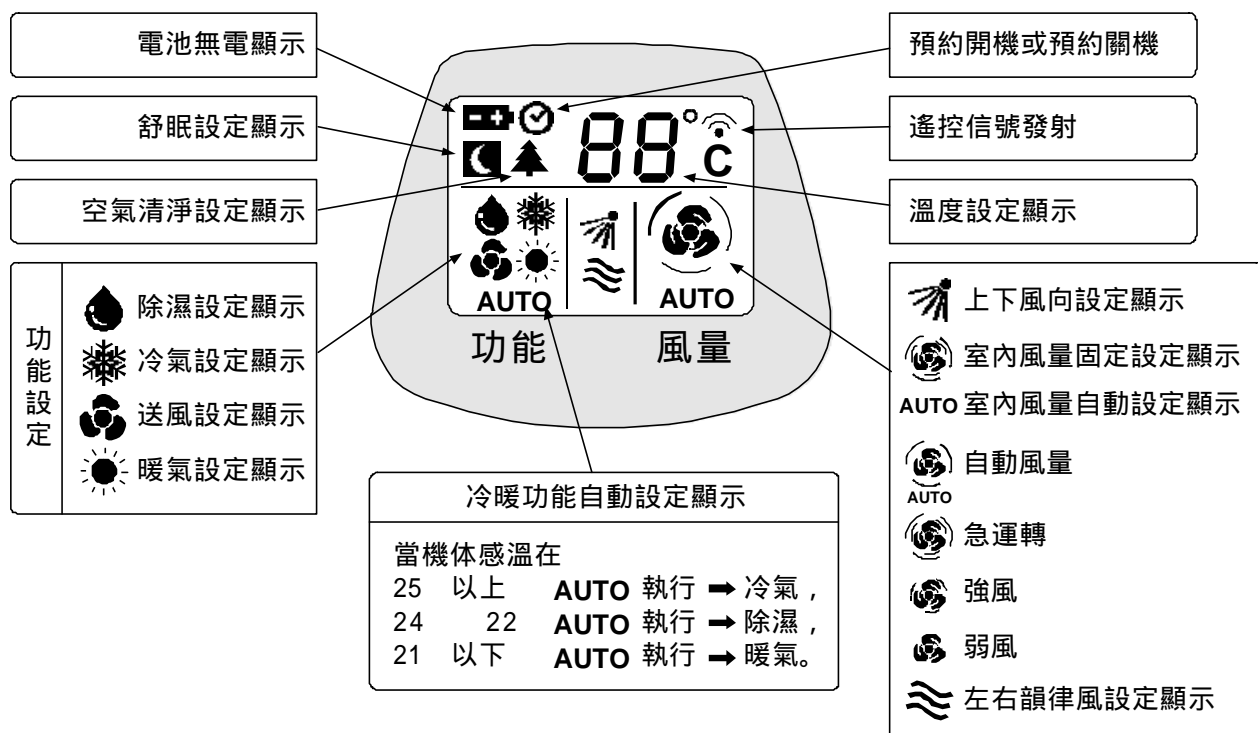 電池無電顯示
舒眠設定顯示
空氣清淨設定顯示
功能設定
除濕設定顯示
冷氣設定顯示
送風設定顯示
暖氣設定顯示
88°
C
AUTO
AUTO
功能
風量
預約開機或預約關機
遙控信號發射
溫度設定顯示
上下風向設定顯示
室內風量固定設定顯示
AUTO 室內風量自動設定顯示
自動風量
AUTO
急運轉
強風
弱風
左右韻律風設定顯示
冷暖功能自動設定顯示
當機体感溫在
25 以上 AUTO 執行 ➡ 冷氣，
24 22 AUTO 執行 ➡ 除濕，
21 以下 AUTO 執行 ➡ 暖氣。